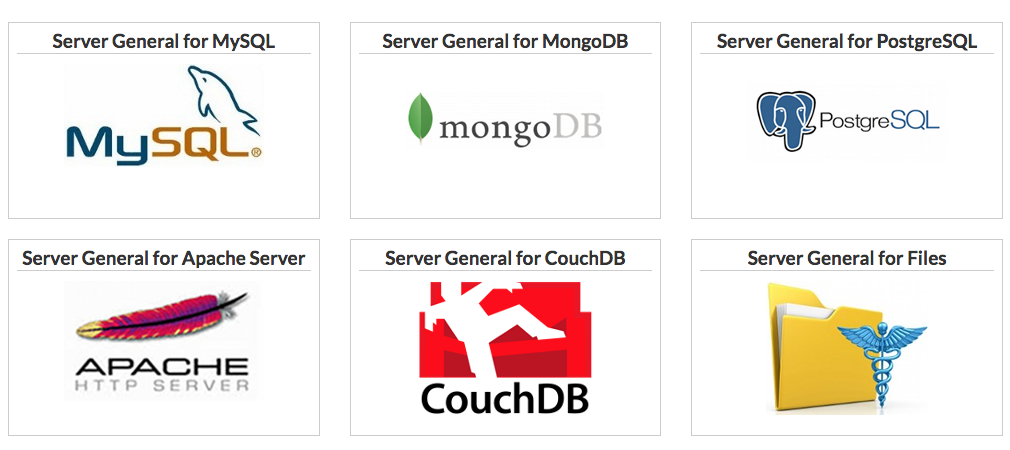 Server General for MySQL
Server General for MongoDB
Server General for PostgreSQL
MySQL®
mongoDB
PostgreSQL
Server General for Apache Server
Server General for CouchDB
Server General for Files
APACHE
HTTP SERVER
CouchDB